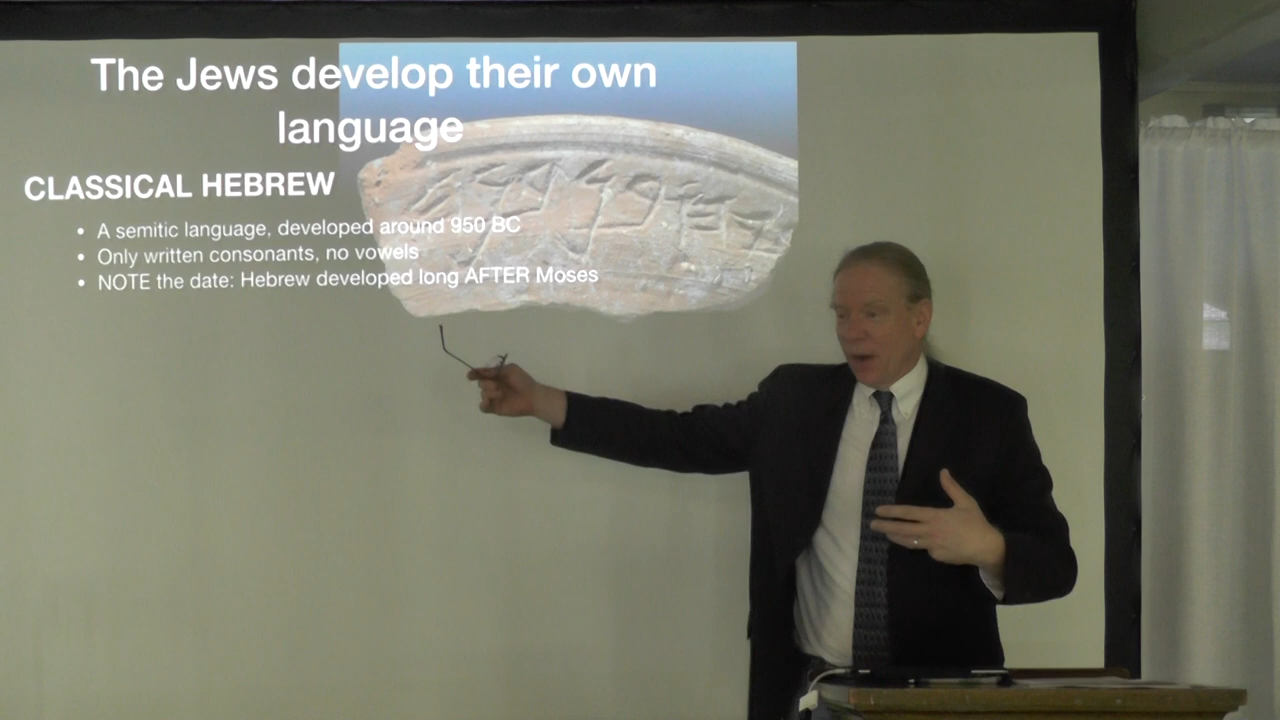 The Jews develop their own
language
CLASSICAL HEBREW
• A semitic language, developed around 950 BC
• Only written consonants, no vowels
• NOTE the date: Hebrew developed long AFTER Moses